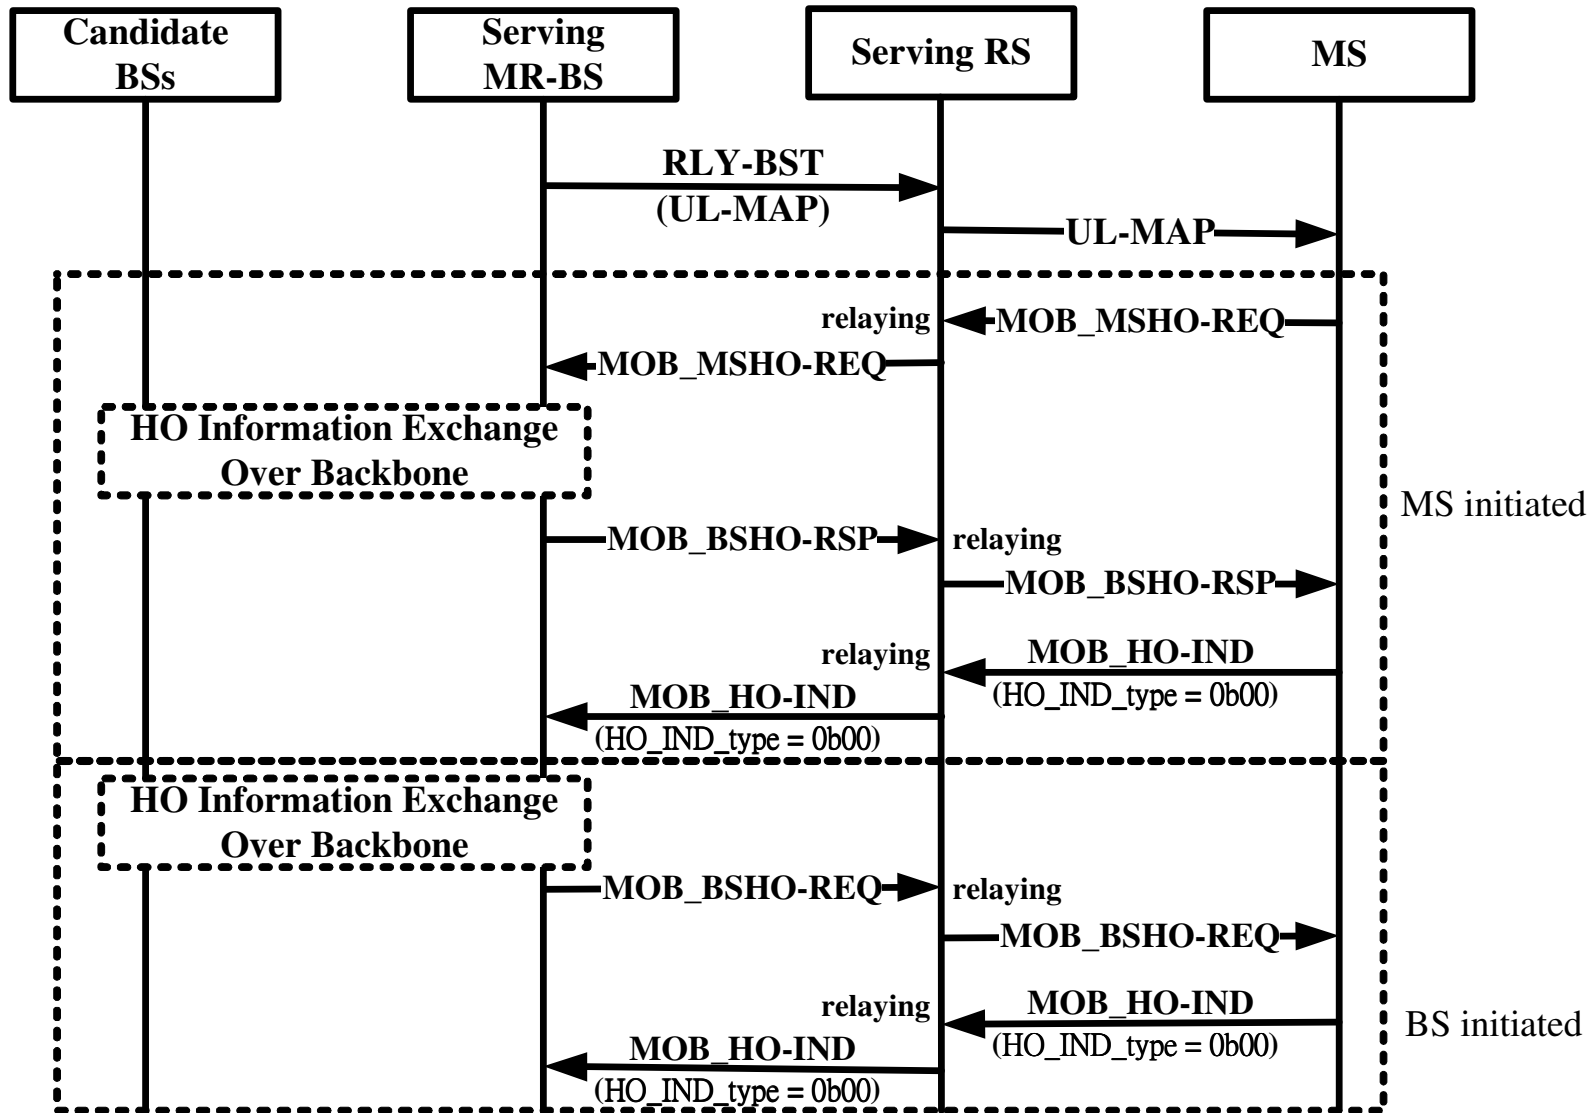 Candidate
BSs
Serving
MR-BS
Serving RS
MS
RLY-BST
(UL-MAP)
UL-MAP
relaying
MOB_MSHO-REQ
MOB_MSHO-REQ
HO Information Exchange
Over Backbone
MS initiated
MOB_BSHO-RSP
relaying
MOB_BSHO-RSP
relaying
MOB_HO-IND
(HO_IND_type = 0b00)
MOB_HO-IND
(HO_IND_type = 0b00)
HO Information Exchange
Over Backbone
MOB_BSHO-REQ
relaying
MOB_BSHO-REQ
relaying
MOB_HO-IND
(HO_IND_type = 0b00)
BS initiated
MOB_HO-IND
(HO_IND_type = 0b00)